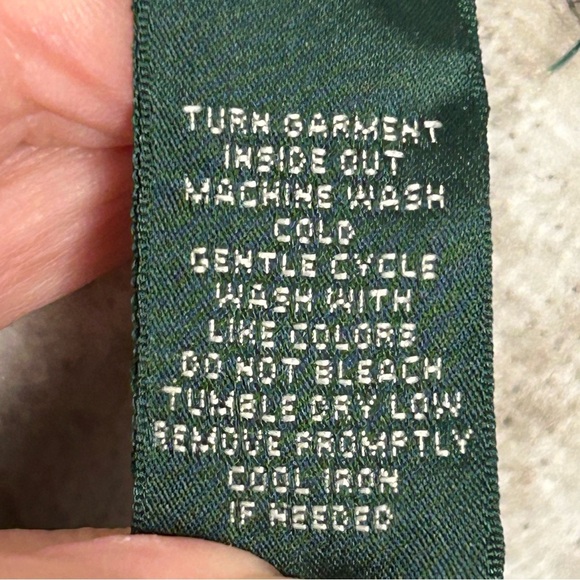 TURN GARMENT
INSIDE OUT
MACHINE WASH
COLD
GENTLE CYCLE
WASH WITH
LIKE COLORS
DO NOT BLEACH
TUMBLE DRY LOW
REMOVE PROMPTLY
COOL IRON
IF NEEDED